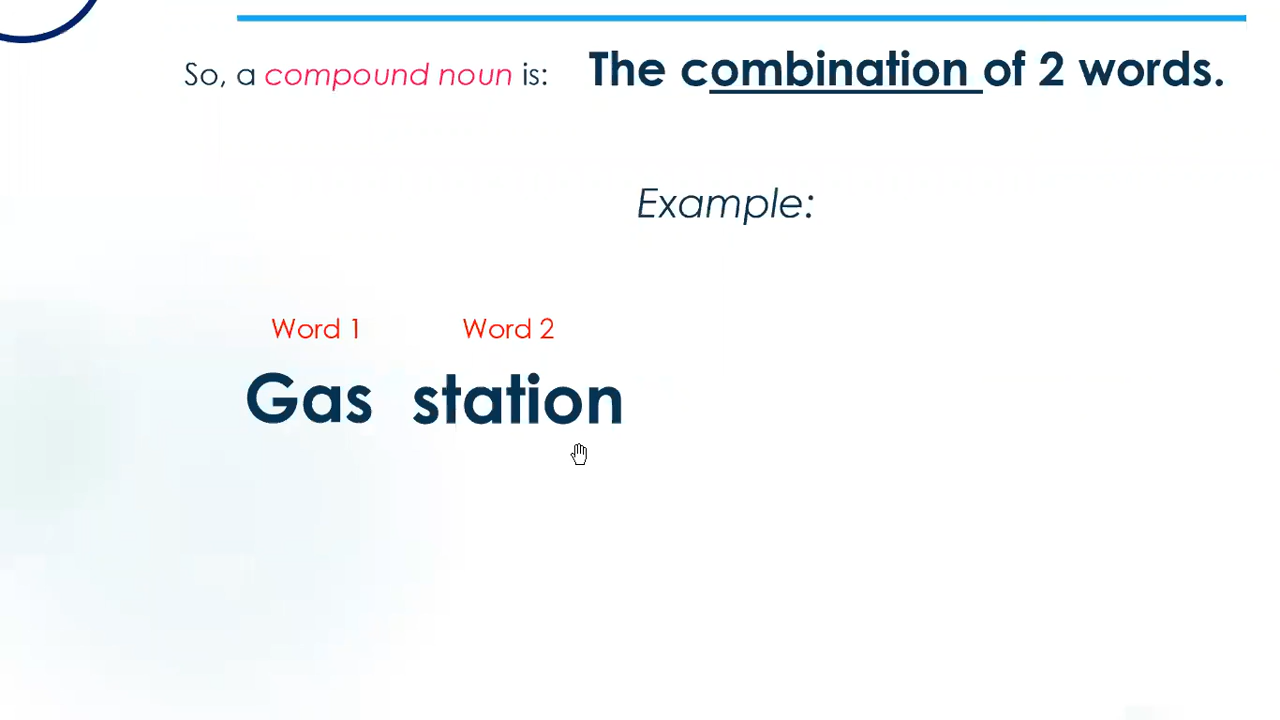 So, a compound noun is: The combination of 2 words.
Example:
Word 1 Word 2
Gas station